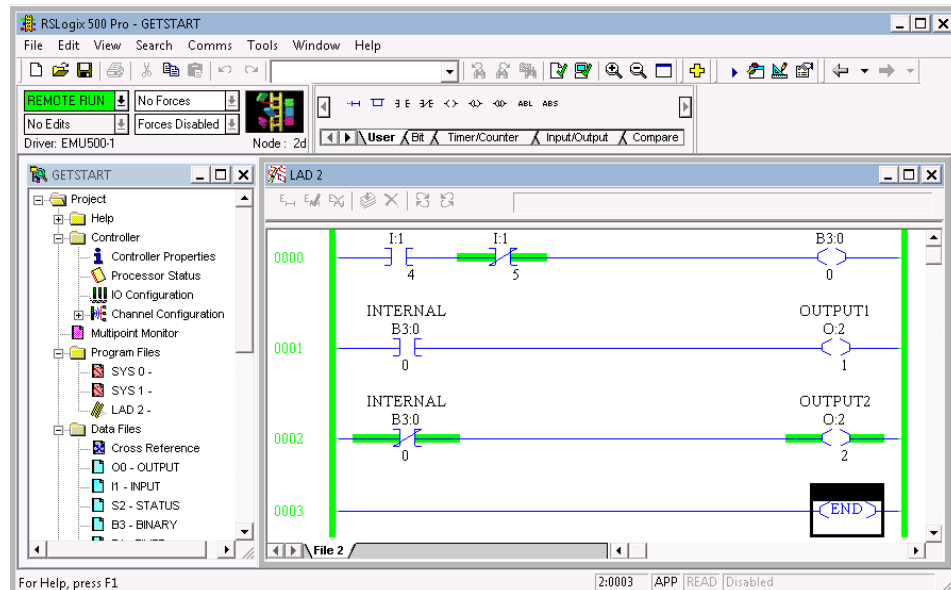 RSLogix 500 Pro - GETSTART
File Edit View Search Comms Tools Window Help
REMOTE RUN No Forces
No Edits Forces Disabled
Driver: EMU500-1 Node: 2d
ABL ABS
User Bit Timer/Counter Input/Output Compare
GETSTART
Project
Help
Controller
Controller Properties
Processor Status
IO Configuration
Channel Configuration
Multipoint Monitor
Program Files
SYS 0 -
SYS 1 -
LAD 2 -
Data Files
Cross Reference
O0 - OUTPUT
I1 - INPUT
S2 - STATUS
B3 - BINARY
LAD 2
I:1 I:1 B3:0
0000
4 5 0
INTERNAL OUTPUT1
B3:0 O:2
0001
0 1
INTERNAL OUTPUT2
B3:0 O:2
0002
0 2
0003 END
File 2
For Help, press F1 2:0003 APP READ Disabled